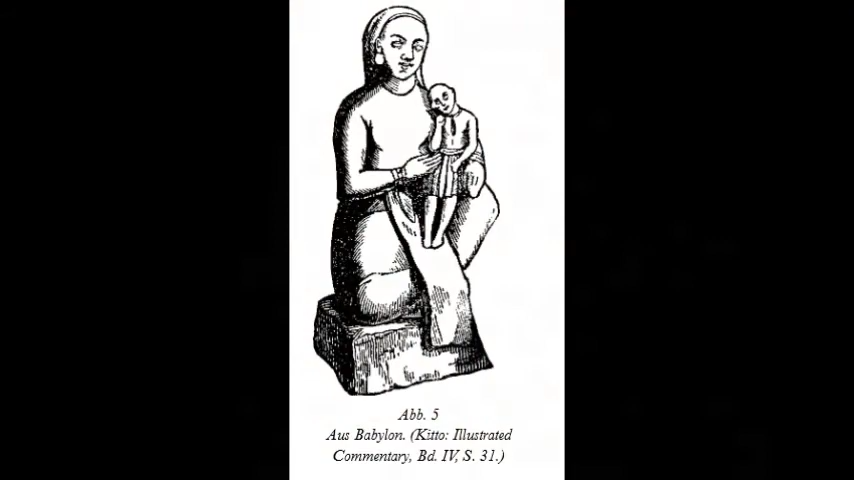 Abb. 5
Aus Babylon. (Kitto: Illustrated
Commentary, Bd. IV, S. 31.)